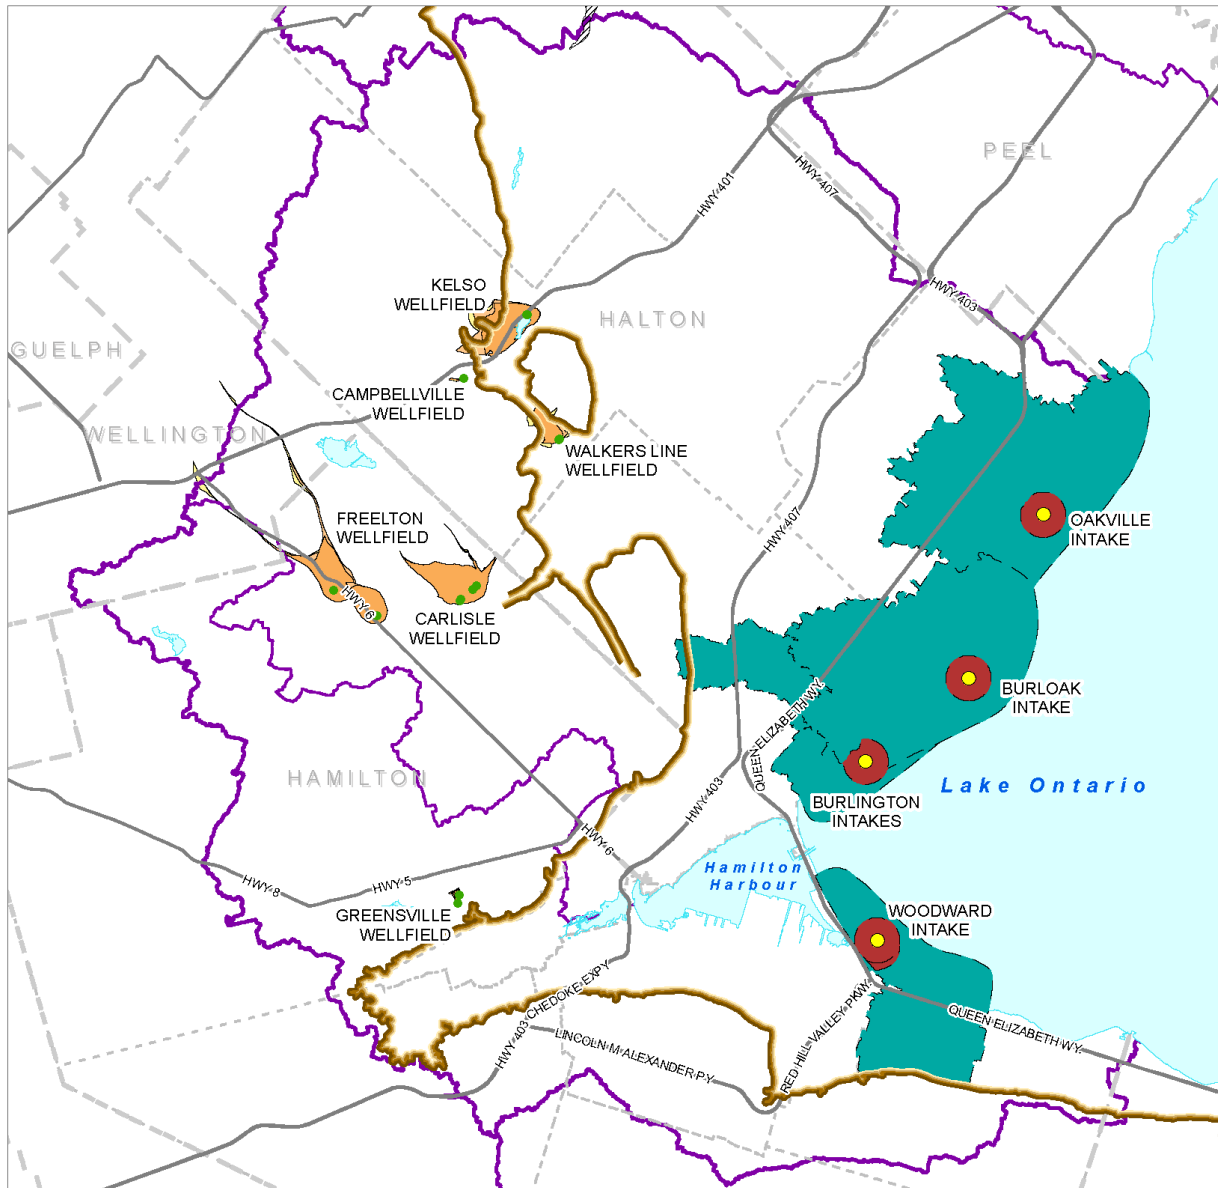 PEEL
HWY 401
HWY 407
HWY 403
KELSO
WELLFIELD
HALTON
GUELPH
CAMPBELLVILLE
WELLFIELD
WELLINGTON
WALKERS LINE
WELLFIELD
FREELTON
WELLFIELD
HWY 407
OAKVILLE
INTAKE
HWY 6
CARLISLE
WELLFIELD
BURLOAK
INTAKE
QUEEN ELIZABETH WY.
HAMILTON
HWY 403
Lake Ontario
BURLINGTON
INTAKES
HWY 6
Hamilton
Harbour
HWY 8
HWY 5
GREENSVILLE
WELLFIELD
WOODWARD
INTAKE
HWY 403 CHEDOKE EXPY
LINCOLN M ALEXANDER PY
RED HILL VALLEY PKWY.
QUEEN ELIZABETH WY.